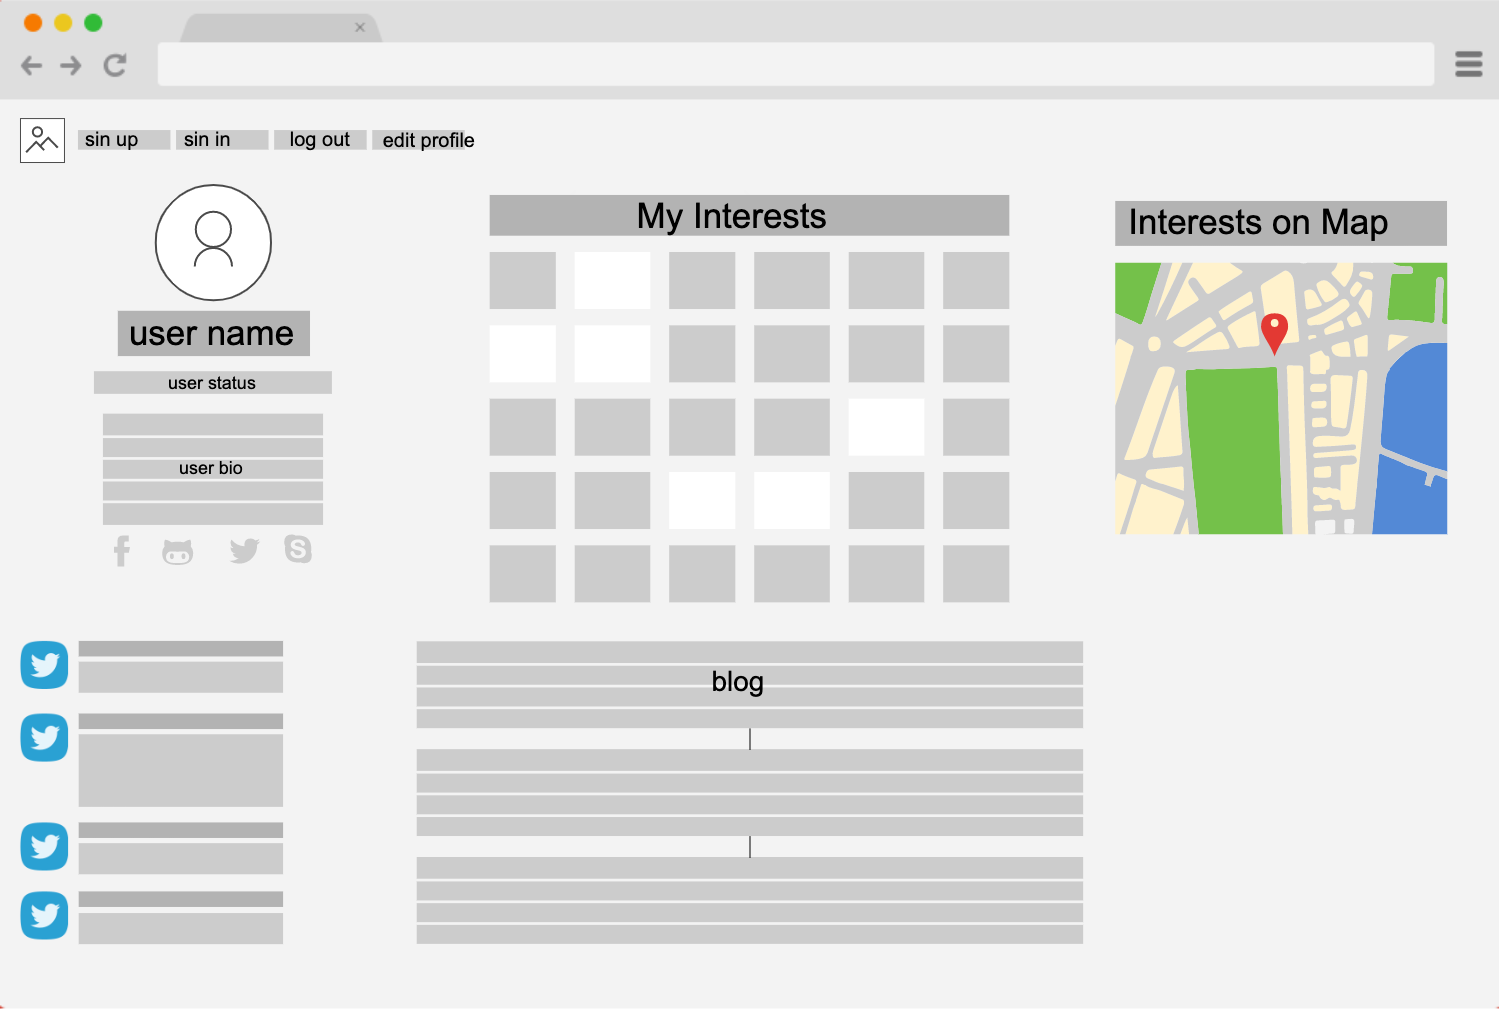 sin up
sin in
log out
edit profile
user name
user status
user bio
My Interests
Interests on Map
blog